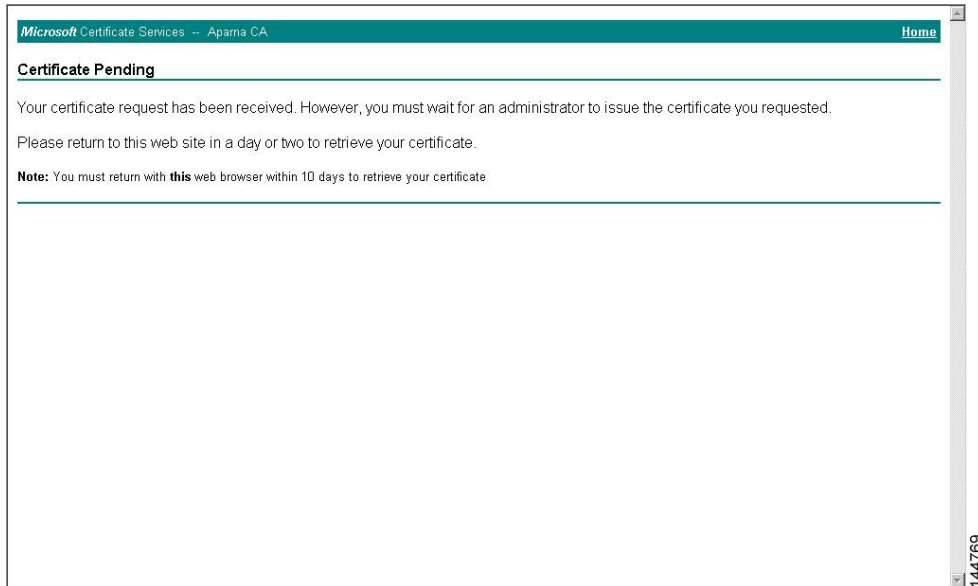 Microsoft Certificate Services -- Aparna CA Home
Certificate Pending
Your certificate request has been received. However, you must wait for an administrator to issue the certificate you requested.
Please return to this web site in a day or two to retrieve your certificate.
Note: You must return with this web browser within 10 days to retrieve your certificate